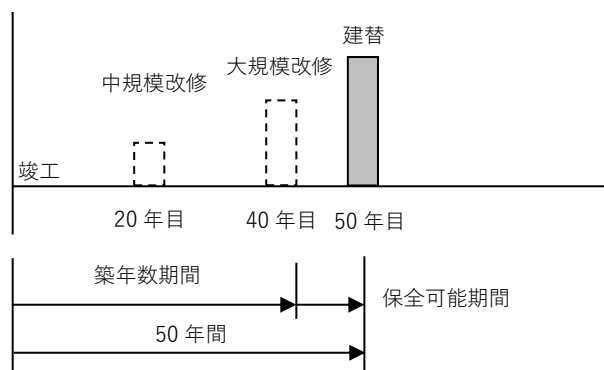 建替
大規模改修
中規模改修
竣工
20 年目
40 年目
50 年目
築年数期間
保全可能期間
50 年間